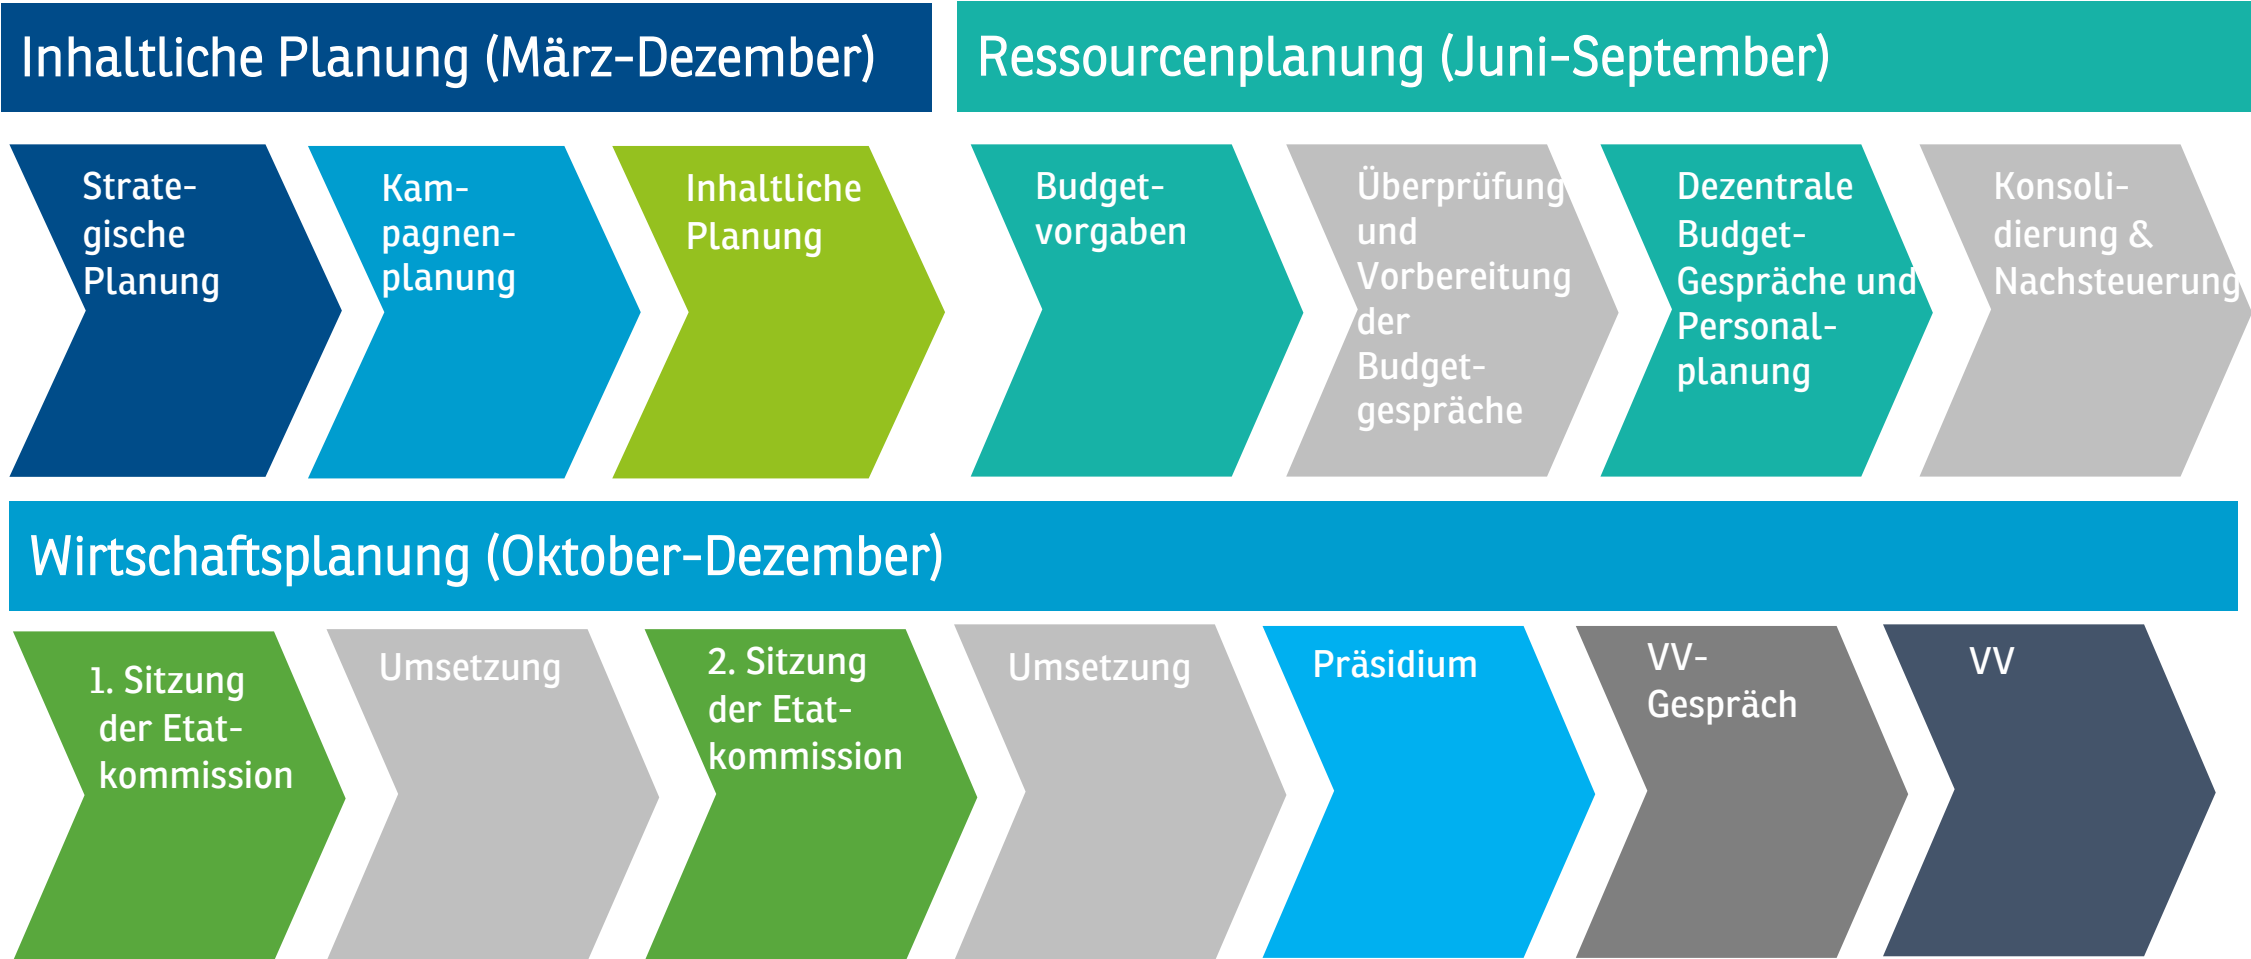 Inhaltliche Planung (März-Dezember)
Ressourcenplanung (Juni-September)
Strate-
gische
Planung
Kam-
pagnen-
planung
Inhaltliche
Planung
Budget-
vorgaben
Überprüfung
und
Vorbereitung
der
Budget-
gespräche
Dezentrale
Budget-
Gespräche und
Personal-
planung
Konsoli-
dierung &
Nachsteuerung
Wirtschaftsplanung (Oktober-Dezember)
1. Sitzung
der Etat-
kommission
Umsetzung
2. Sitzung
der Etat-
kommission
Umsetzung
Präsidium
VV-
Gespräch
VV